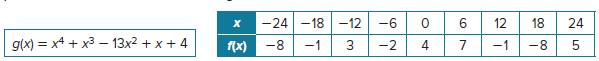 x −24 −18 −12 −6 0 6 12 18 24
g(x) = x⁴ + x³ − 13x² + x + 4
f(x) −8 −1 3 −2 4 7 −1 −8 5